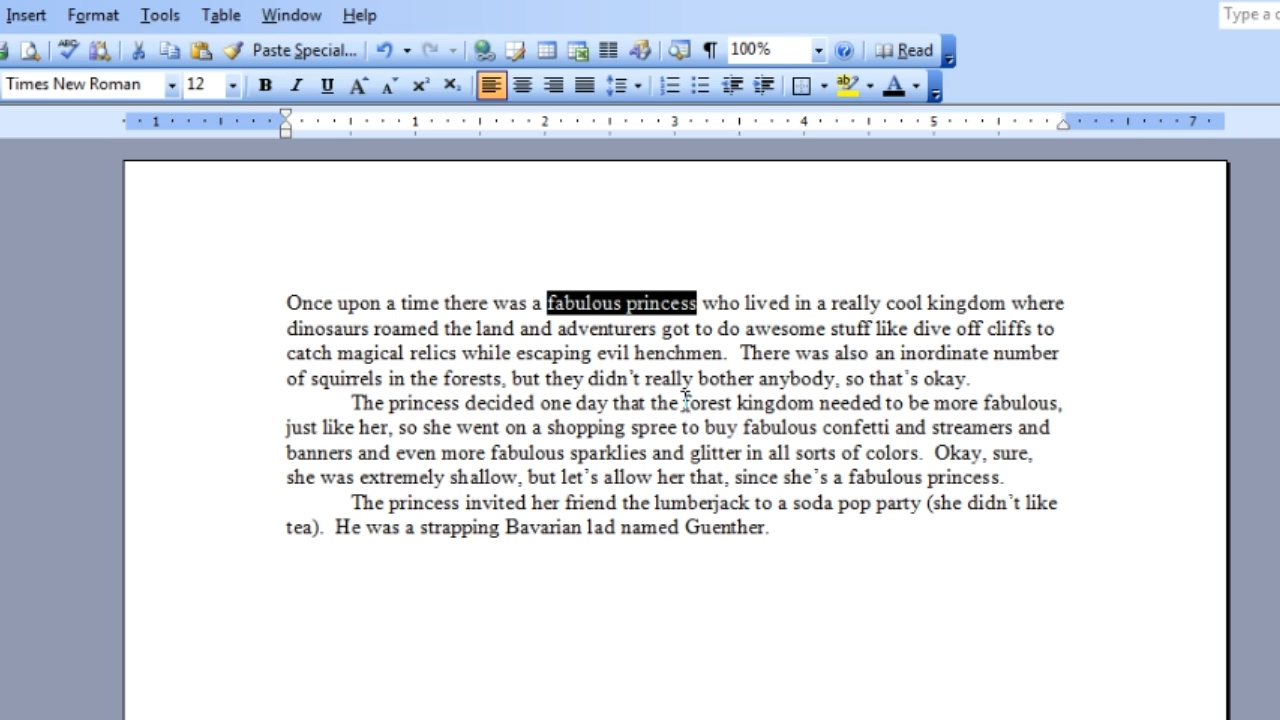 Insert Format Tools Table Window Help
Type a
Paste Special... 100% Read
Times New Roman 12 B I U A A x² x₂ ab A
1 1 2 3 4 5 7
Once upon a time there was a fabulous princess who lived in a really cool kingdom where
dinosaurs roamed the land and adventurers got to do awesome stuff like dive off cliffs to
catch magical relics while escaping evil henchmen.  There was also an inordinate number
of squirrels in the forests, but they didn't really bother anybody, so that's okay.
The princess decided one day that the forest kingdom needed to be more fabulous,
just like her, so she went on a shopping spree to buy fabulous confetti and streamers and
banners and even more fabulous sparklies and glitter in all sorts of colors.  Okay, sure,
she was extremely shallow, but let's allow her that, since she's a fabulous princess.
The princess invited her friend the lumberjack to a soda pop party (she didn't like
tea).  He was a strapping Bavarian lad named Guenther.